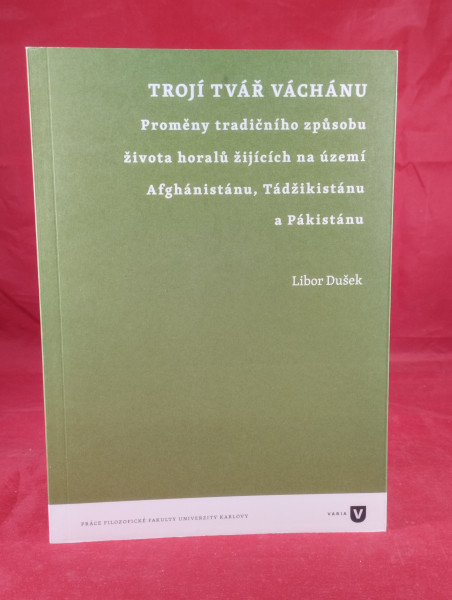 TROJÍ TVÁŘ VÁCHÁNU
Proměny tradičního způsobu
života horalů žijících na území
Afghánistánu, Tádžikistánu
a Pákistánu
Libor Dušek
PRÁCE FILOZOFICKÉ FAKULTY UNIVERZITY KARLOVY
VARIA V